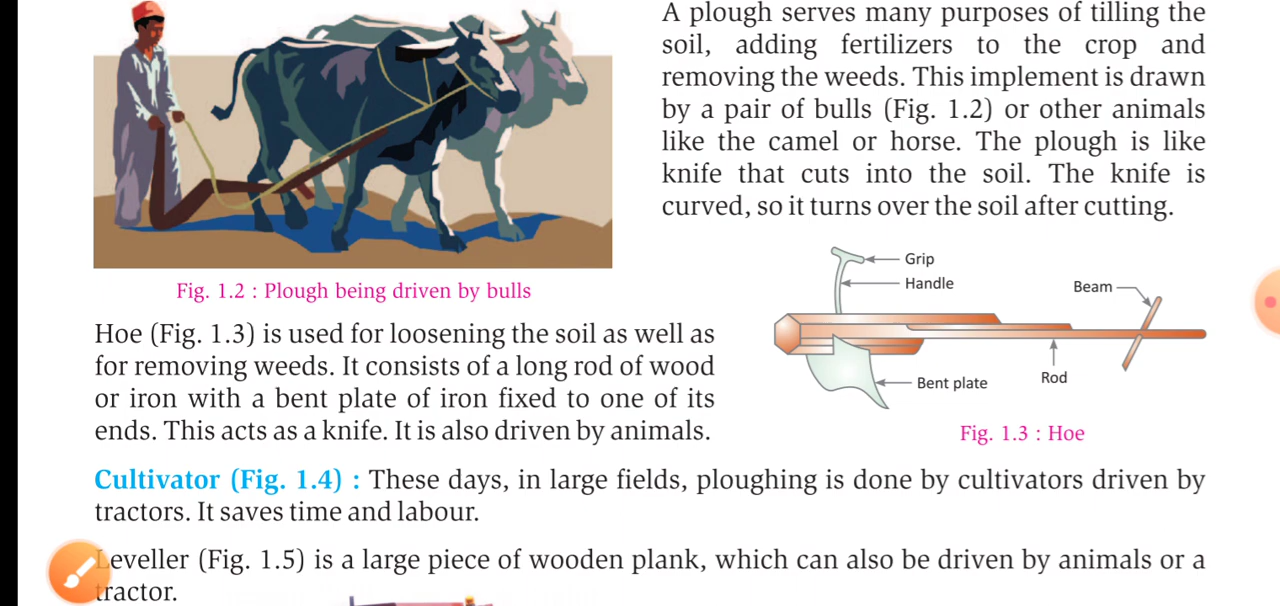 A plough serves many purposes of tilling the
soil, adding fertilizers to the crop and
removing the weeds. This implement is drawn
by a pair of bulls (Fig. 1.2) or other animals
like the camel or horse. The plough is like
knife that cuts into the soil. The knife is
curved, so it turns over the soil after cutting.
Fig. 1.2 : Plough being driven by bulls
Grip
Handle
Beam
Bent plate
Rod
Fig. 1.3 : Hoe
Hoe (Fig. 1.3) is used for loosening the soil as well as
for removing weeds. It consists of a long rod of wood
or iron with a bent plate of iron fixed to one of its
ends. This acts as a knife. It is also driven by animals.
Cultivator (Fig. 1.4) : These days, in large fields, ploughing is done by cultivators driven by
tractors. It saves time and labour.
Leveller (Fig. 1.5) is a large piece of wooden plank, which can also be driven by animals or a
tractor.